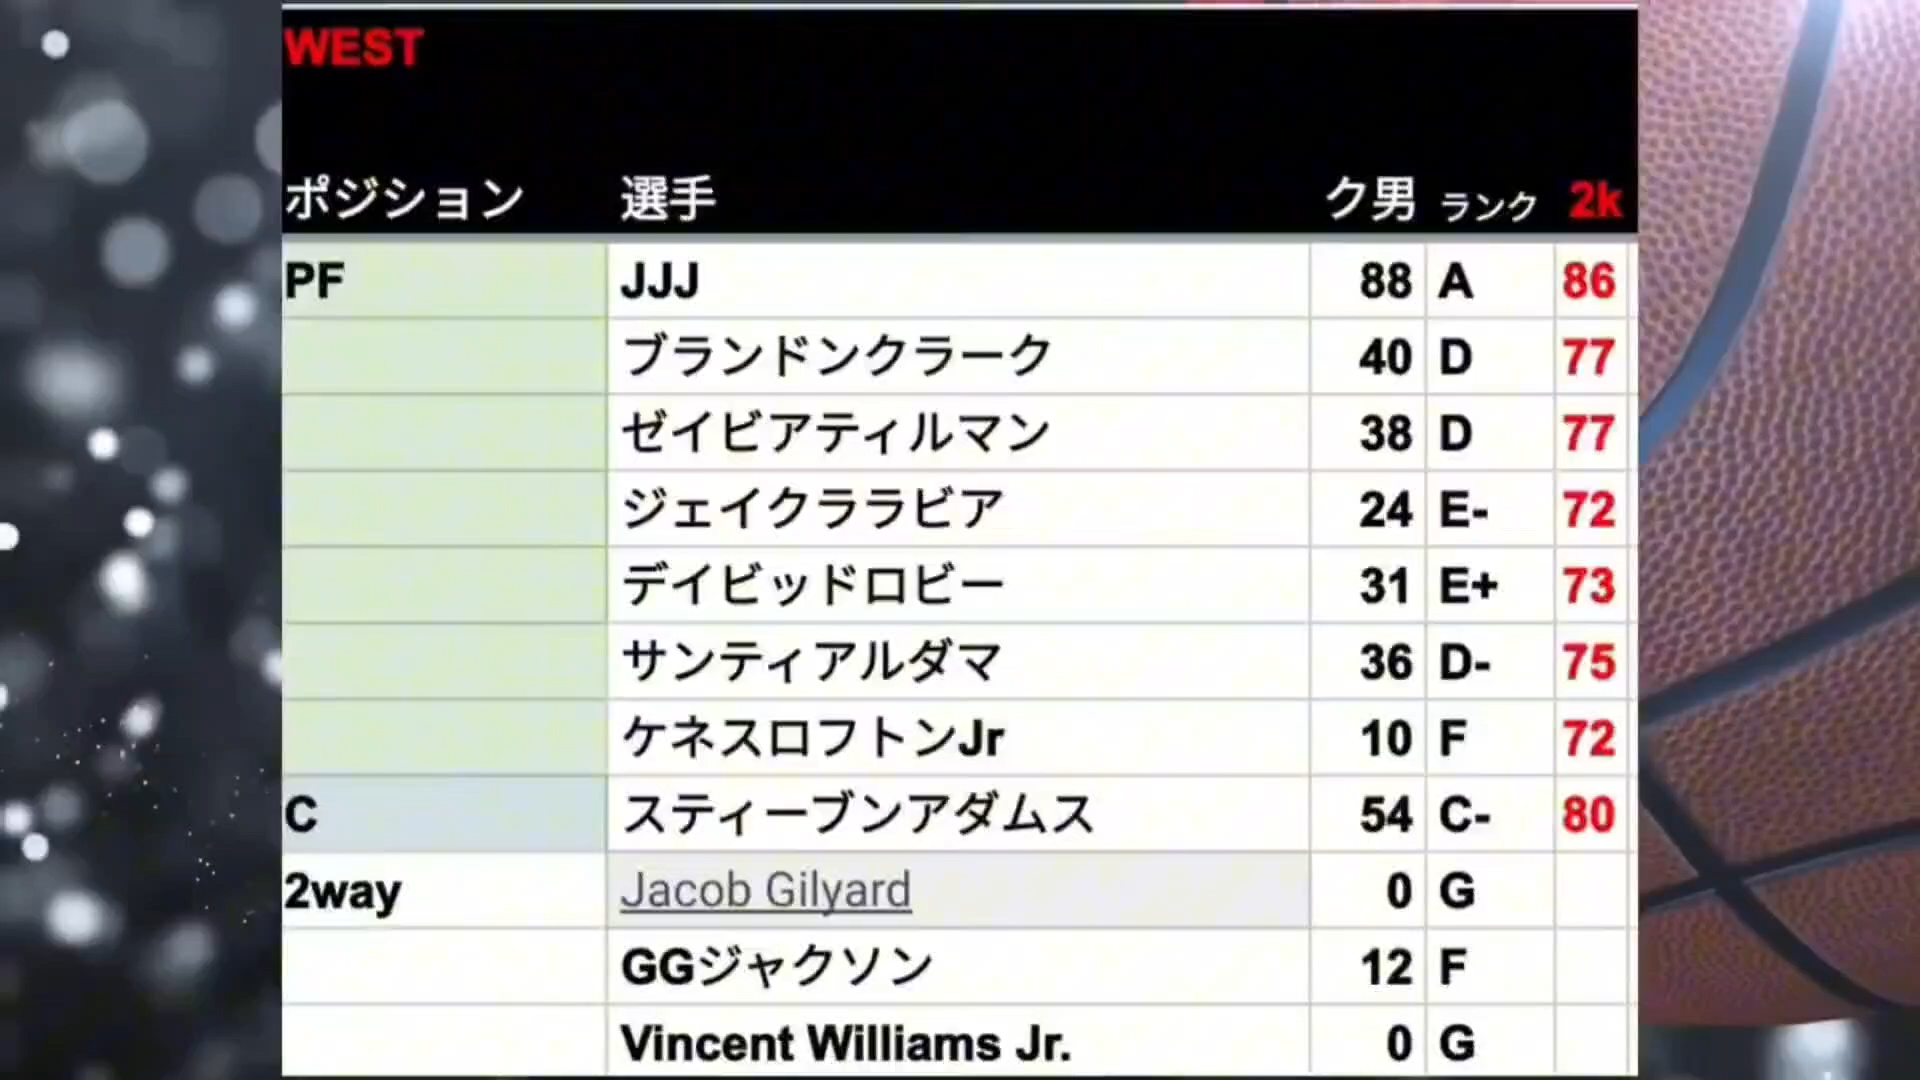 WEST
ポジション 選手 ク男 ランク 2k
PF JJJ 88 A 86
ブランドンクラーク 40 D 77
ゼイビアティルマン 38 D 77
ジェイクララビア 24 E- 72
デイビッドロビー 31 E+ 73
サンティアルダマ 36 D- 75
ケネスロフトンJr 10 F 72
C スティーブンアダムス 54 C- 80
2way Jacob Gilyard 0 G
GGジャクソン 12 F
Vincent Williams Jr. 0 G